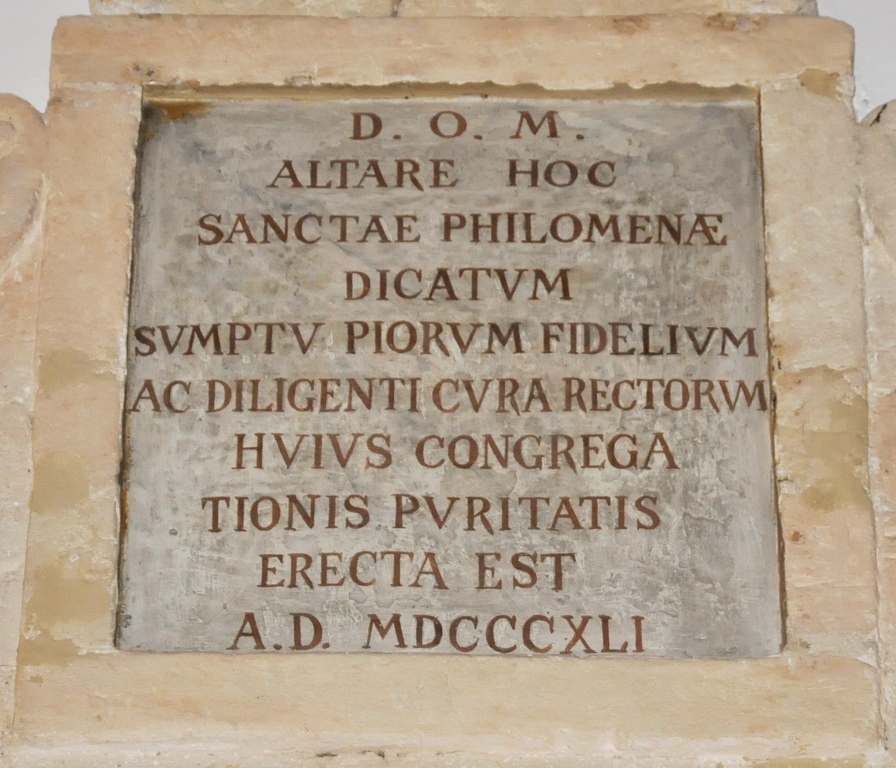 D. O. M.
ALTARE HOC
SANCTAE PHILOMENÆ
DICATVM
SVMPTV PIORVM FIDELIVM
AC DILIGENTI CVRA RECTORVM
HVIVS CONGREGA
TIONIS PVRITATIS
ERECTA EST
A.D. MDCCCXLI